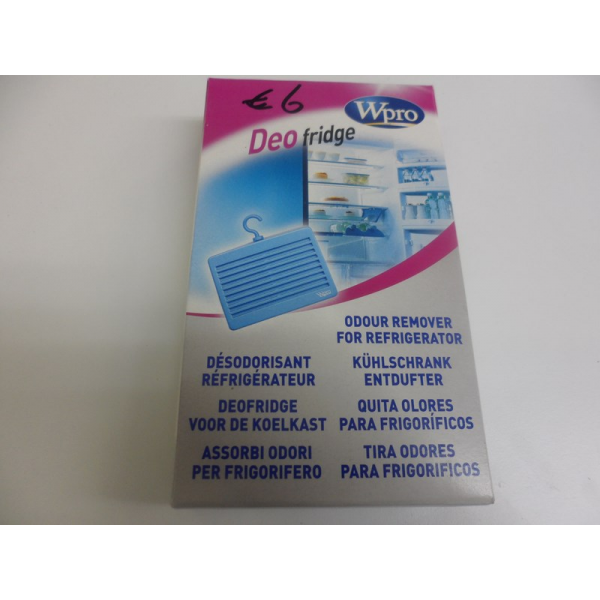 € 6
Wpro
Deo fridge
ODOUR REMOVER
FOR REFRIGERATOR
DÉSODORISANT
RÉFRIGÉRATEUR
KÜHLSCHRANK
ENTDUFTER
DEOFRIDGE
VOOR DE KOELKAST
QUITA OLORES
PARA FRIGORÍFICOS
ASSORBI ODORI
PER FRIGORIFERO
TIRA ODORES
PARA FRIGORIFICOS